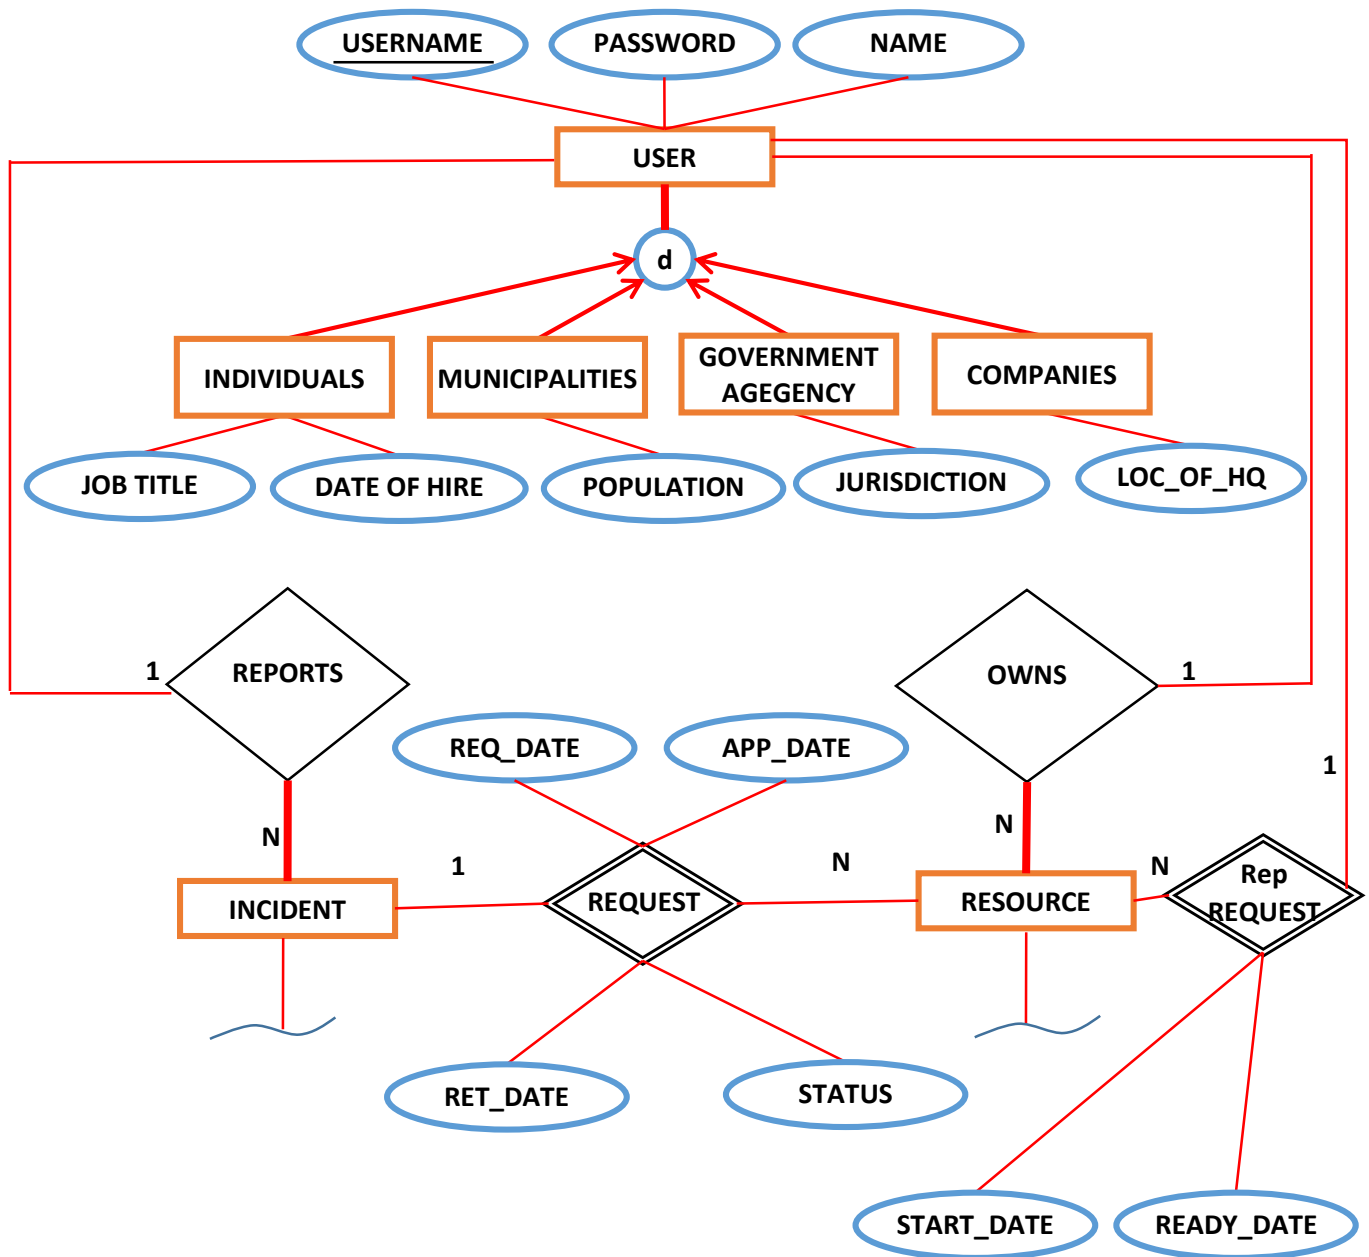 USERNAME
PASSWORD
NAME
USER
d
INDIVIDUALS
MUNICIPALITIES
GOVERNMENT
AGEGENCY
COMPANIES
JOB TITLE
DATE OF HIRE
POPULATION
JURISDICTION
LOC_OF_HQ
1
REPORTS
OWNS
1
REQ_DATE
APP_DATE
1
N
N
1
N
N
INCIDENT
REQUEST
RESOURCE
Rep
REQUEST
RET_DATE
STATUS
START_DATE
READY_DATE